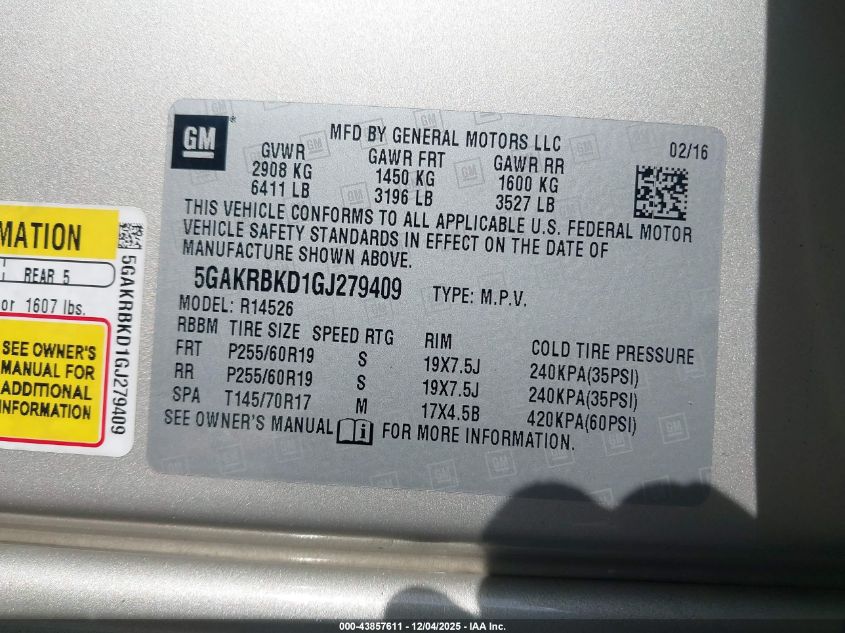 GM
MFD BY GENERAL MOTORS LLC
02/16
GVWR GAWR FRT GAWR RR
2908 KG 1450 KG 1600 KG
6411 LB 3196 LB 3527 LB
THIS VEHICLE CONFORMS TO ALL APPLICABLE U.S. FEDERAL MOTOR
VEHICLE SAFETY STANDARDS IN EFFECT ON THE DATE OF
MANUFACTURE SHOWN ABOVE.
5GAKRBKD1GJ279409 TYPE: M.P.V.
MODEL: R14526
RBBM TIRE SIZE SPEED RTG RIM COLD TIRE PRESSURE
FRT P255/60R19 S 19X7.5J 240KPA(35PSI)
RR P255/60R19 S 19X7.5J 240KPA(35PSI)
SPA T145/70R17 M 17X4.5B 420KPA(60PSI)
SEE OWNER'S MANUAL FOR MORE INFORMATION.
MATION
REAR 5
or 1607 lbs.
SEE OWNER'S
MANUAL FOR
ADDITIONAL
INFORMATION
5GAKRBKD1GJ279409
000-43857611 - 12/04/2025 - IAA Inc.